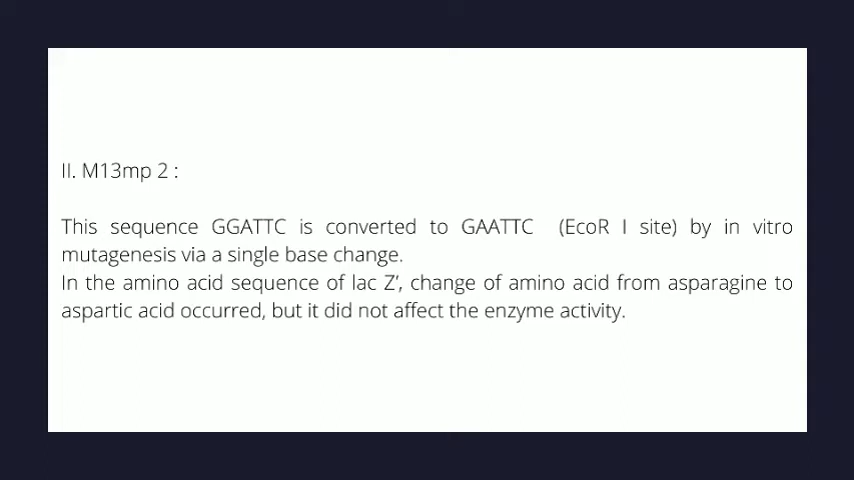 II. M13mp 2 :
This sequence GGATTC is converted to GAATTC (EcoR I site) by in vitro
mutagenesis via a single base change.
In the amino acid sequence of lac Z’, change of amino acid from asparagine to
aspartic acid occurred, but it did not affect the enzyme activity.